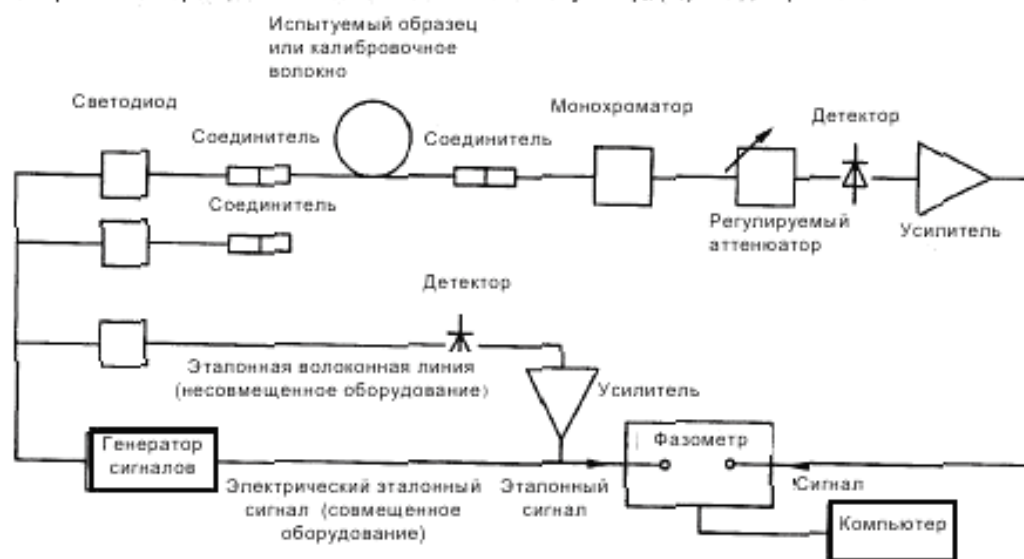 Испытуемый образец
или калибровочное
волокно
Светодиод
Монохроматор
Детектор
Соединитель
Соединитель
Соединитель
Регулируемый
аттенюатор
Усилитель
Детектор
Эталонная волоконная линия
(несовмещенное оборудование)
Усилитель
Генератор
сигналов
Фазометр
Электрический эталонный
сигнал (совмещенное
оборудование)
Эталонный
сигнал
Сигнал
Компьютер